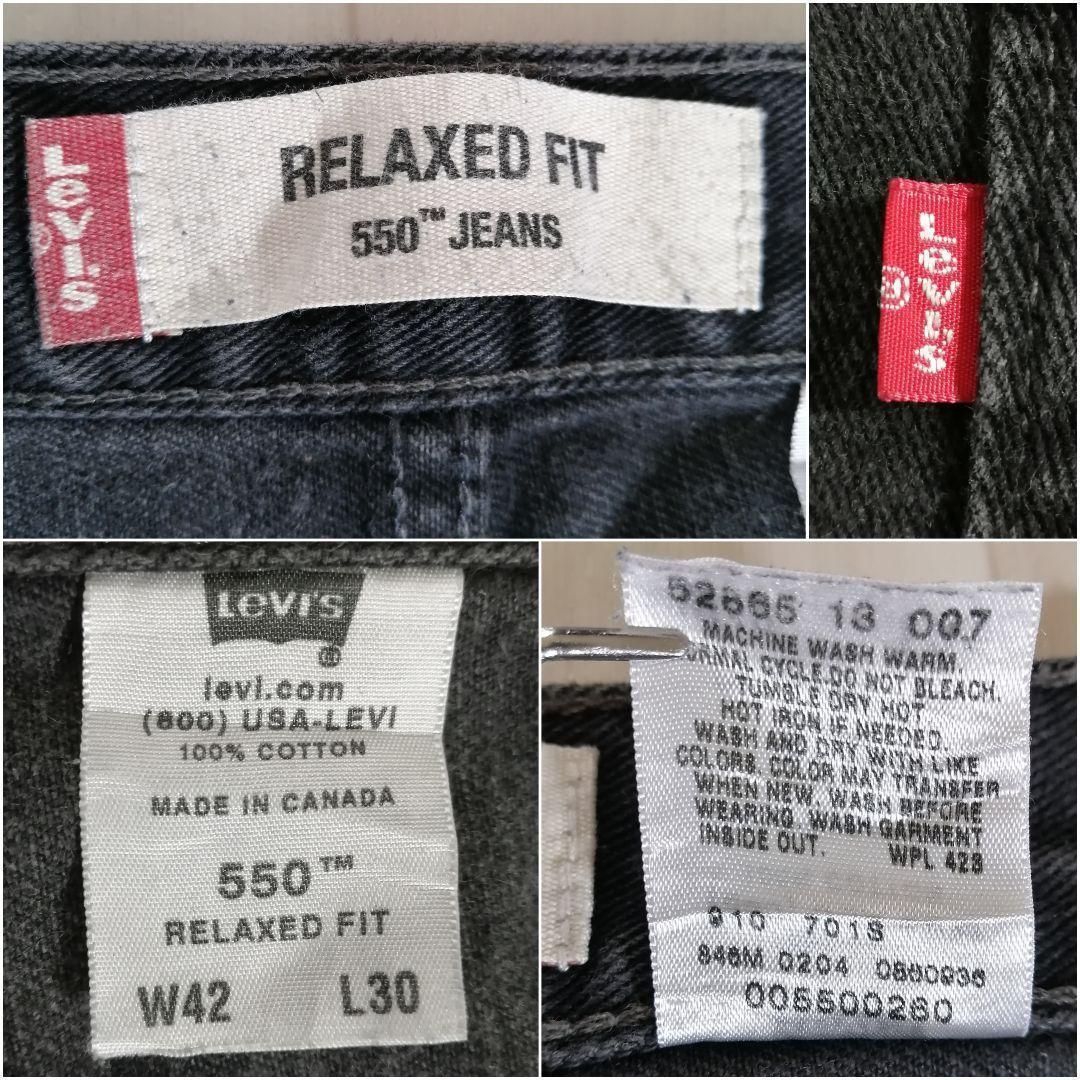 LEVI'S
®
RELAXED FIT
550™ JEANS
LEVI'S
®
Levi's
®
levi.com
(800) USA-LEVI
100% COTTON
MADE IN CANADA
550™
RELAXED FIT
W42 L30
13 007
MACHINE WASH WARM,
CYCLE. DO NOT BLEACH.
TUMBLE DRY HOT
HOT IRON IF NEEDED.
WASH AND DRY WITH LIKE
COLORS. COLOR MAY TRANSFER
WHEN NEW. WASH BEFORE
WEARING. WASH GARMENT
INSIDE OUT. WPL 423
910 701S
846M 0204 0860936
005500260